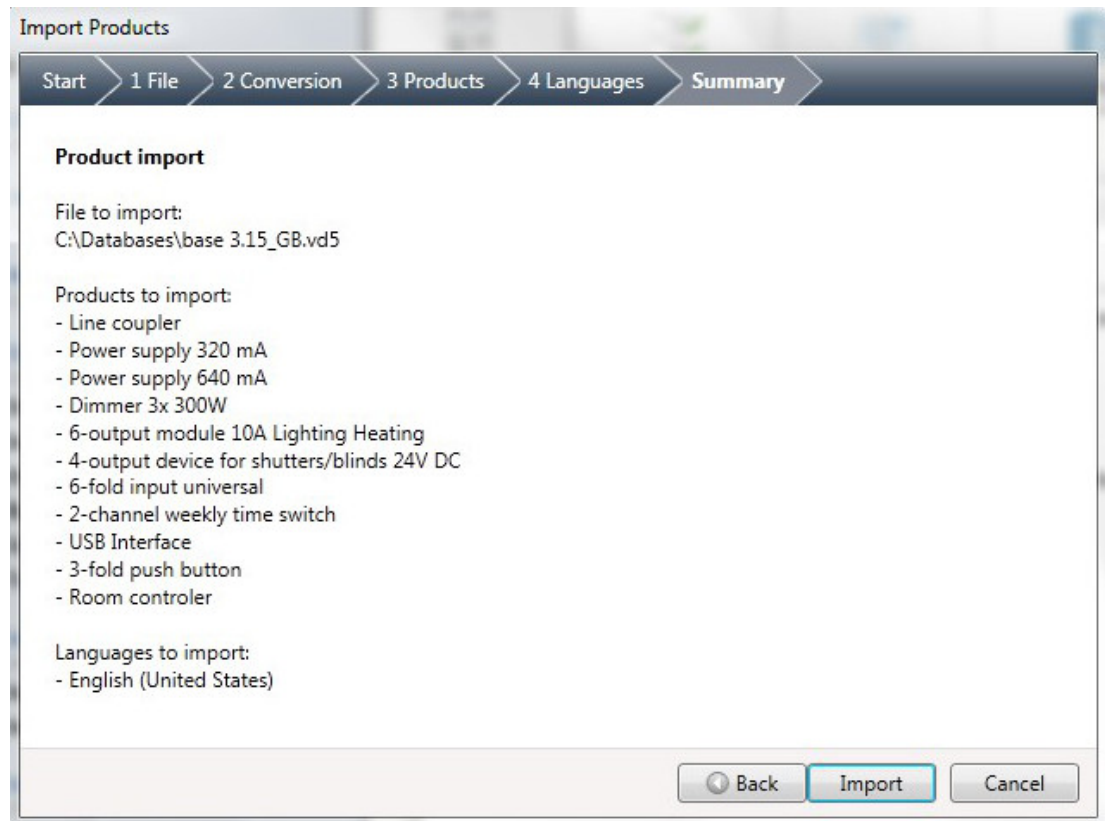 Import Products
Start 1 File 2 Conversion 3 Products 4 Languages Summary
Product import
File to import:
C:\Databases\base 3.15_GB.vd5
Products to import:
- Line coupler
- Power supply 320 mA
- Power supply 640 mA
- Dimmer 3x 300W
- 6-output module 10A Lighting Heating
- 4-output device for shutters/blinds 24V DC
- 6-fold input universal
- 2-channel weekly time switch
- USB Interface
- 3-fold push button
- Room controler
Languages to import:
- English (United States)
Back Import Cancel